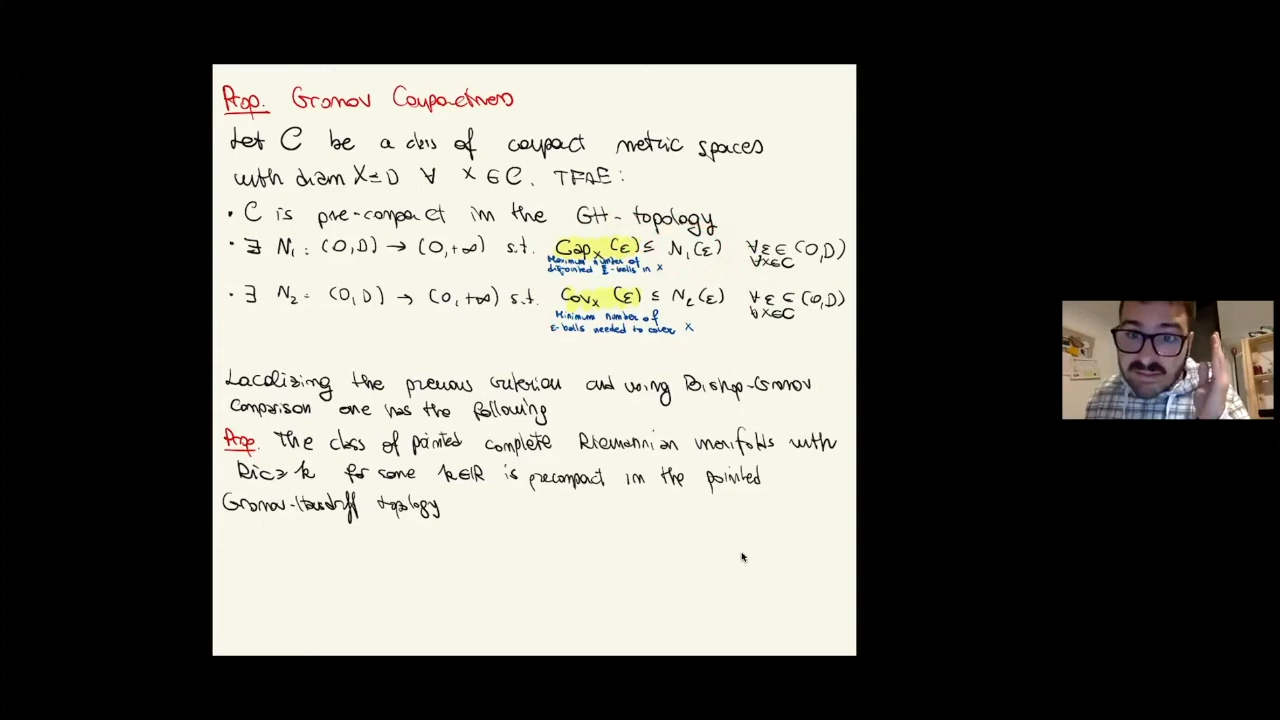 Prop. Gromov Compactness
Let C be a class of compact metric spaces
with diam X ≤ D ∀ X ∈ C. TFAE:
• C is pre-compact in the GH-topology
• ∃ N₁: (0,D) → (0,+∞) s.t. Cap_X(ε) ≤ N₁(ε) ∀ε∈(0,D)
∀X∈C
Maximum number of
disjointed ε/2-balls in X
• ∃ N₂: (0,D) → (0,+∞) s.t. Cov_X(ε) ≤ N₂(ε) ∀ε∈(0,D)
∀X∈C
Minimum number of
ε-balls needed to cover X
Localizing the previous criterion and using Bishop-Gromov
comparison one has the following
Prop. The class of pointed complete Riemannian manifolds with
Ric ≥ k for some k∈ℝ is precompact in the pointed
Gromov-Hausdorff topology